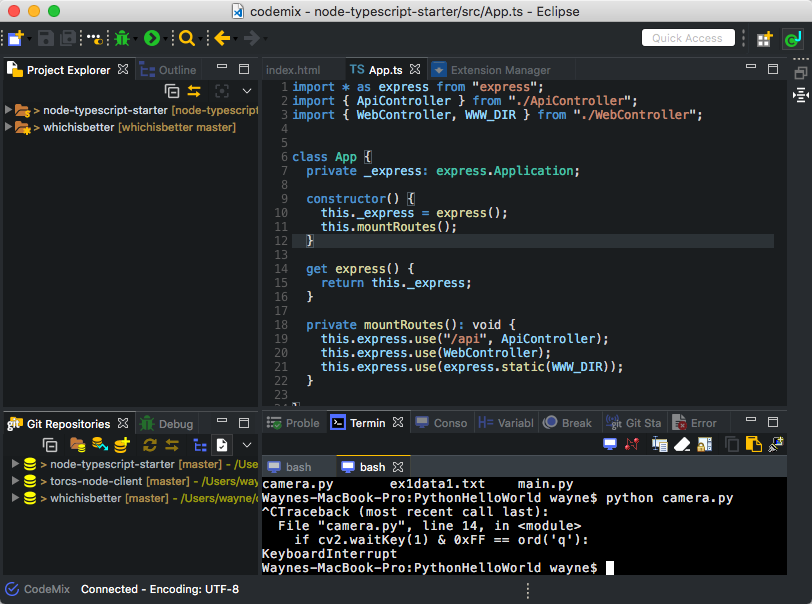 codemix - node-typescript-starter/src/App.ts - Eclipse
Quick Access
Project Explorer
Outline
> node-typescript-starter [node-typescript
> whichisbetter [whichisbetter master]
index.html
TS App.ts
Extension Manager
1 import * as express from "express";
2 import { ApiController } from "./ApiController";
3 import { WebController, WWW_DIR } from "./WebController";
4
5
6 class App {
7 private _express: express.Application;
8
9 constructor() {
10 this._express = express();
11 this.mountRoutes();
12 }
13
14 get express() {
15 return this._express;
16 }
17
18 private mountRoutes(): void {
19 this.express.use("/api", ApiController);
20 this.express.use(WebController);
21 this.express.use(express.static(WWW_DIR));
22 }
23
git Git Repositories
Debug
> node-typescript-starter [master] - /Use
> torcs-node-client [master] - /Users/way
> whichisbetter [master] - /Users/wayne/
Proble
Termin
Conso
Variabl
Break
git Git Sta
Error
bash
bash
camera.py ex1data1.txt main.py
Waynes-MacBook-Pro:PythonHelloWorld wayne$ python camera.py
^CTraceback (most recent call last):
File "camera.py", line 14, in <module>
if cv2.waitKey(1) & 0xFF == ord('q'):
KeyboardInterrupt
Waynes-MacBook-Pro:PythonHelloWorld wayne$
CodeMix Connected - Encoding: UTF-8